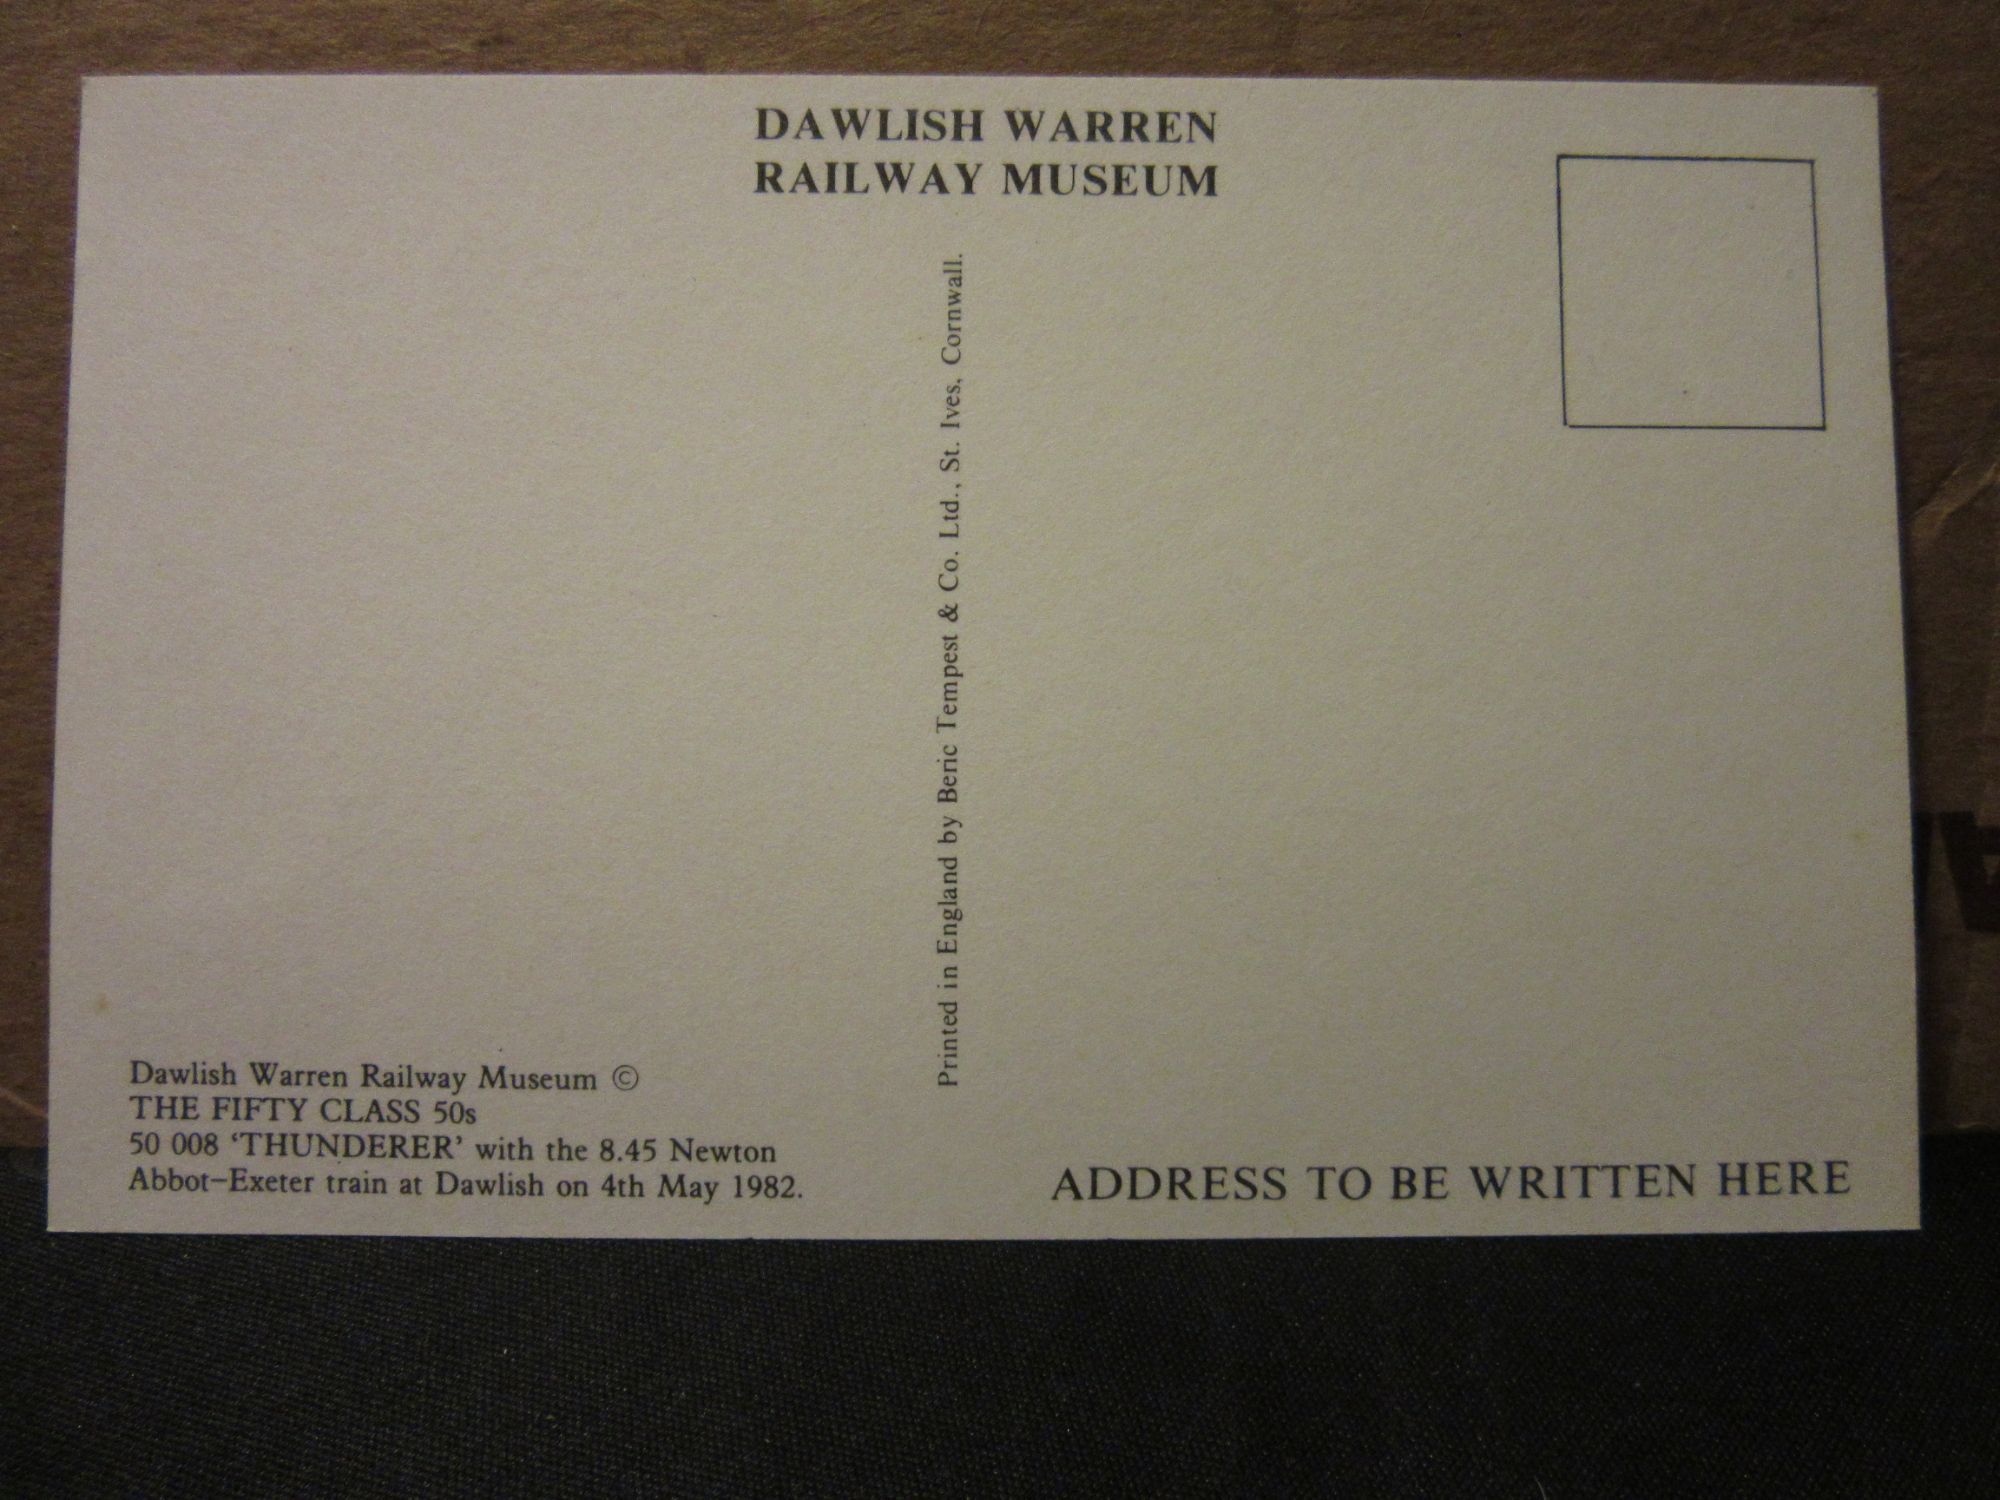 DAWLISH WARREN
RAILWAY MUSEUM
Printed in England by Beric Tempest & Co. Ltd., St. Ives, Cornwall.
Dawlish Warren Railway Museum ©
THE FIFTY CLASS 50s
50 008 ‘THUNDERER’ with the 8.45 Newton
Abbot–Exeter train at Dawlish on 4th May 1982.
ADDRESS TO BE WRITTEN HERE